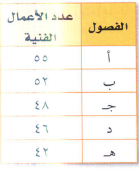 الفصول عدد الأعمال الفنية
أ ٥٥
ب ٥٢
جـ ٤٨
د ٤٦
هـ ٤٢